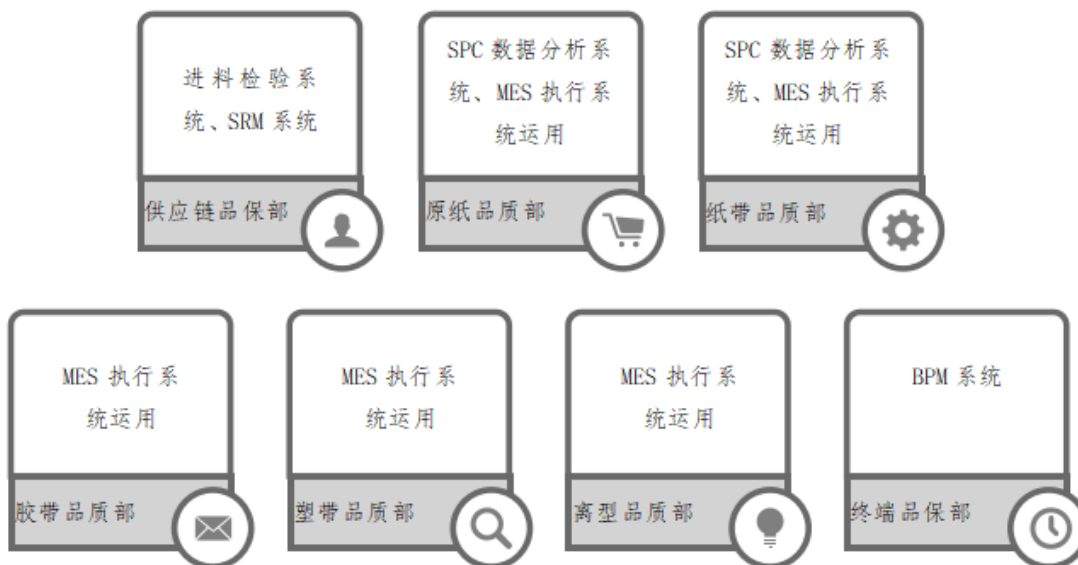 进料检验系
统、SRM 系统
供应链品保部
SPC 数据分析系
统、MES 执行系
统运用
原纸品质部
SPC 数据分析系
统、MES 执行系
统运用
纸带品质部
MES 执行系
统运用
胶带品质部
MES 执行系
统运用
塑带品质部
MES 执行系
统运用
离型品质部
BPM 系统
终端品保部